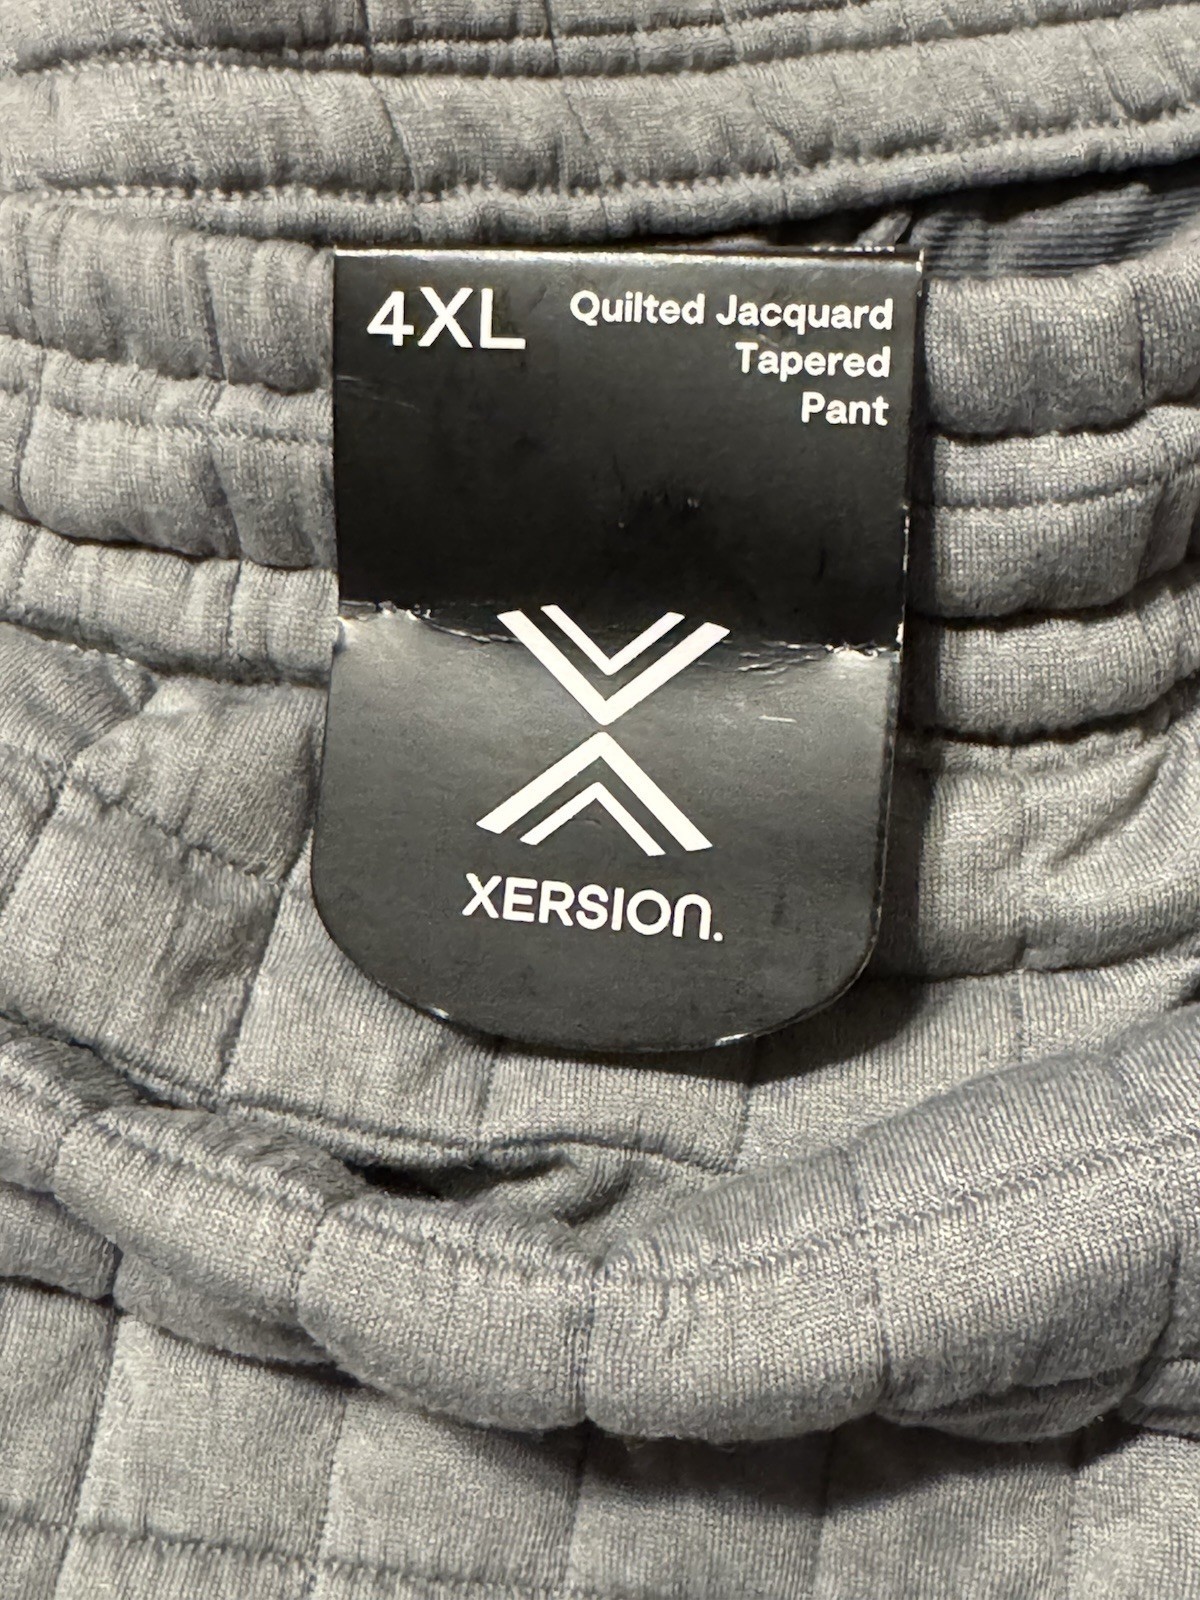 4XL
Quilted Jacquard
Tapered
Pant
XERSION.